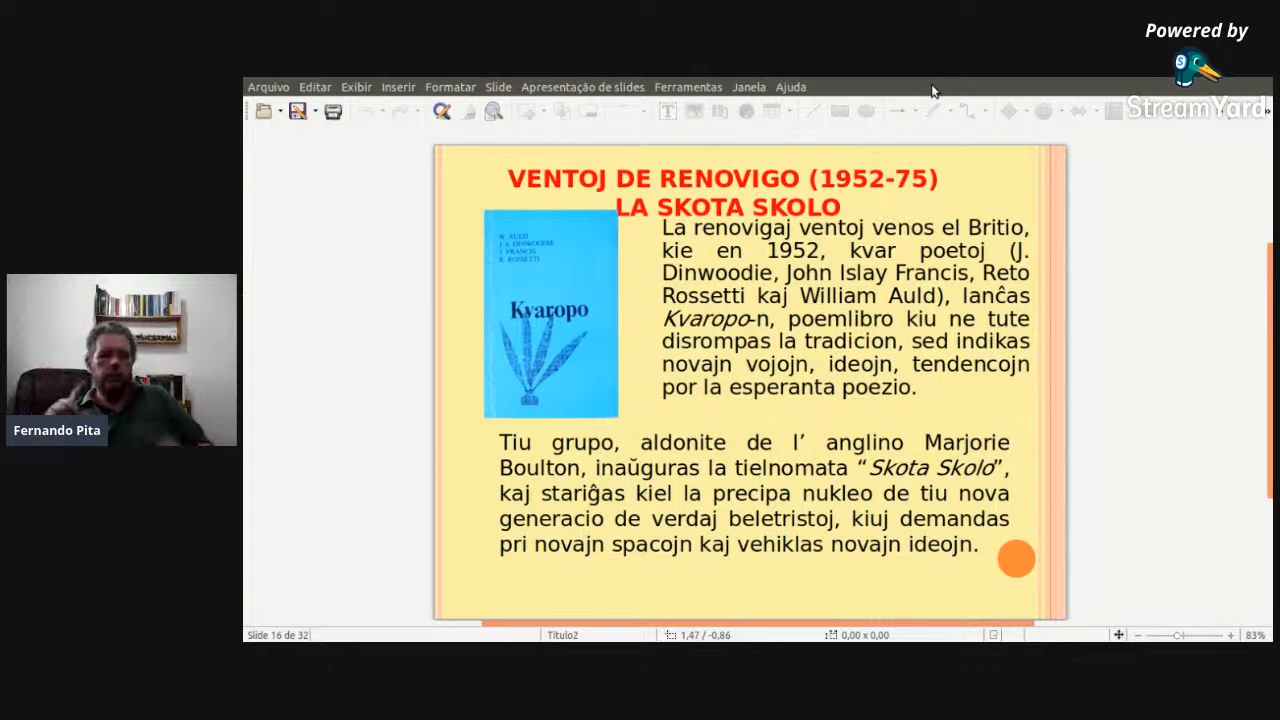 Powered by
StreamYard
Arquivo Editar Exibir Inserir Formatar Slide Apresentação de slides Ferramentas Janela Ajuda
VENTOJ DE RENOVIGO (1952-75)
LA SKOTA SKOLO
W. AULD
J. S. DINWOODIE
J. FRANCIS
R. ROSSETTI
Kvaropo
La renovigaj ventoj venos el Britio,
kie en 1952, kvar poetoj (J.
Dinwoodie, John Islay Francis, Reto
Rossetti kaj William Auld), lanĉas
Kvaropo-n, poemlibro kiu ne tute
disrompas la tradicion, sed indikas
novajn vojojn, ideojn, tendencojn
por la esperanta poezio.
Tiu grupo, aldonite de l’ anglino Marjorie
Boulton, inaŭguras la tielnomata “Skota Skolo”,
kaj stariĝas kiel la precipa nukleo de tiu nova
generacio de verdaj beletristoj, kiuj demandas
pri novajn spacojn kaj vehiklas novajn ideojn.
Fernando Pita
Slide 16 de 32 Título2 1,47 / -0,86 0,00 x 0,00 83%